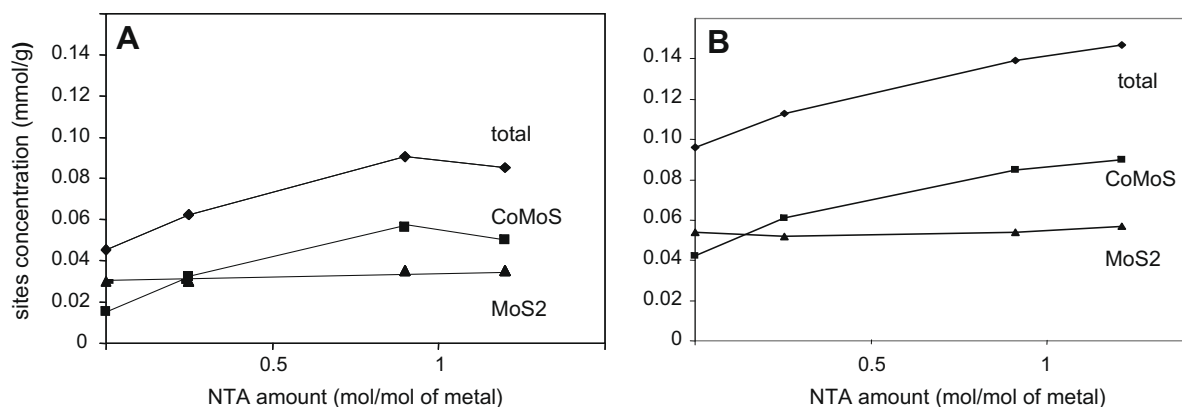 A
sites concentration (mmol/g)
0.14
0.12
0.10
0.08
0.06
0.04
0.02
0
total
CoMoS
MoS2
0.5
1
NTA amount (mol/mol of metal)
B
0.14
0.12
0.10
0.08
0.06
0.04
0.02
0
total
CoMoS
MoS2
0.5
1
NTA amount (mol/mol of metal)